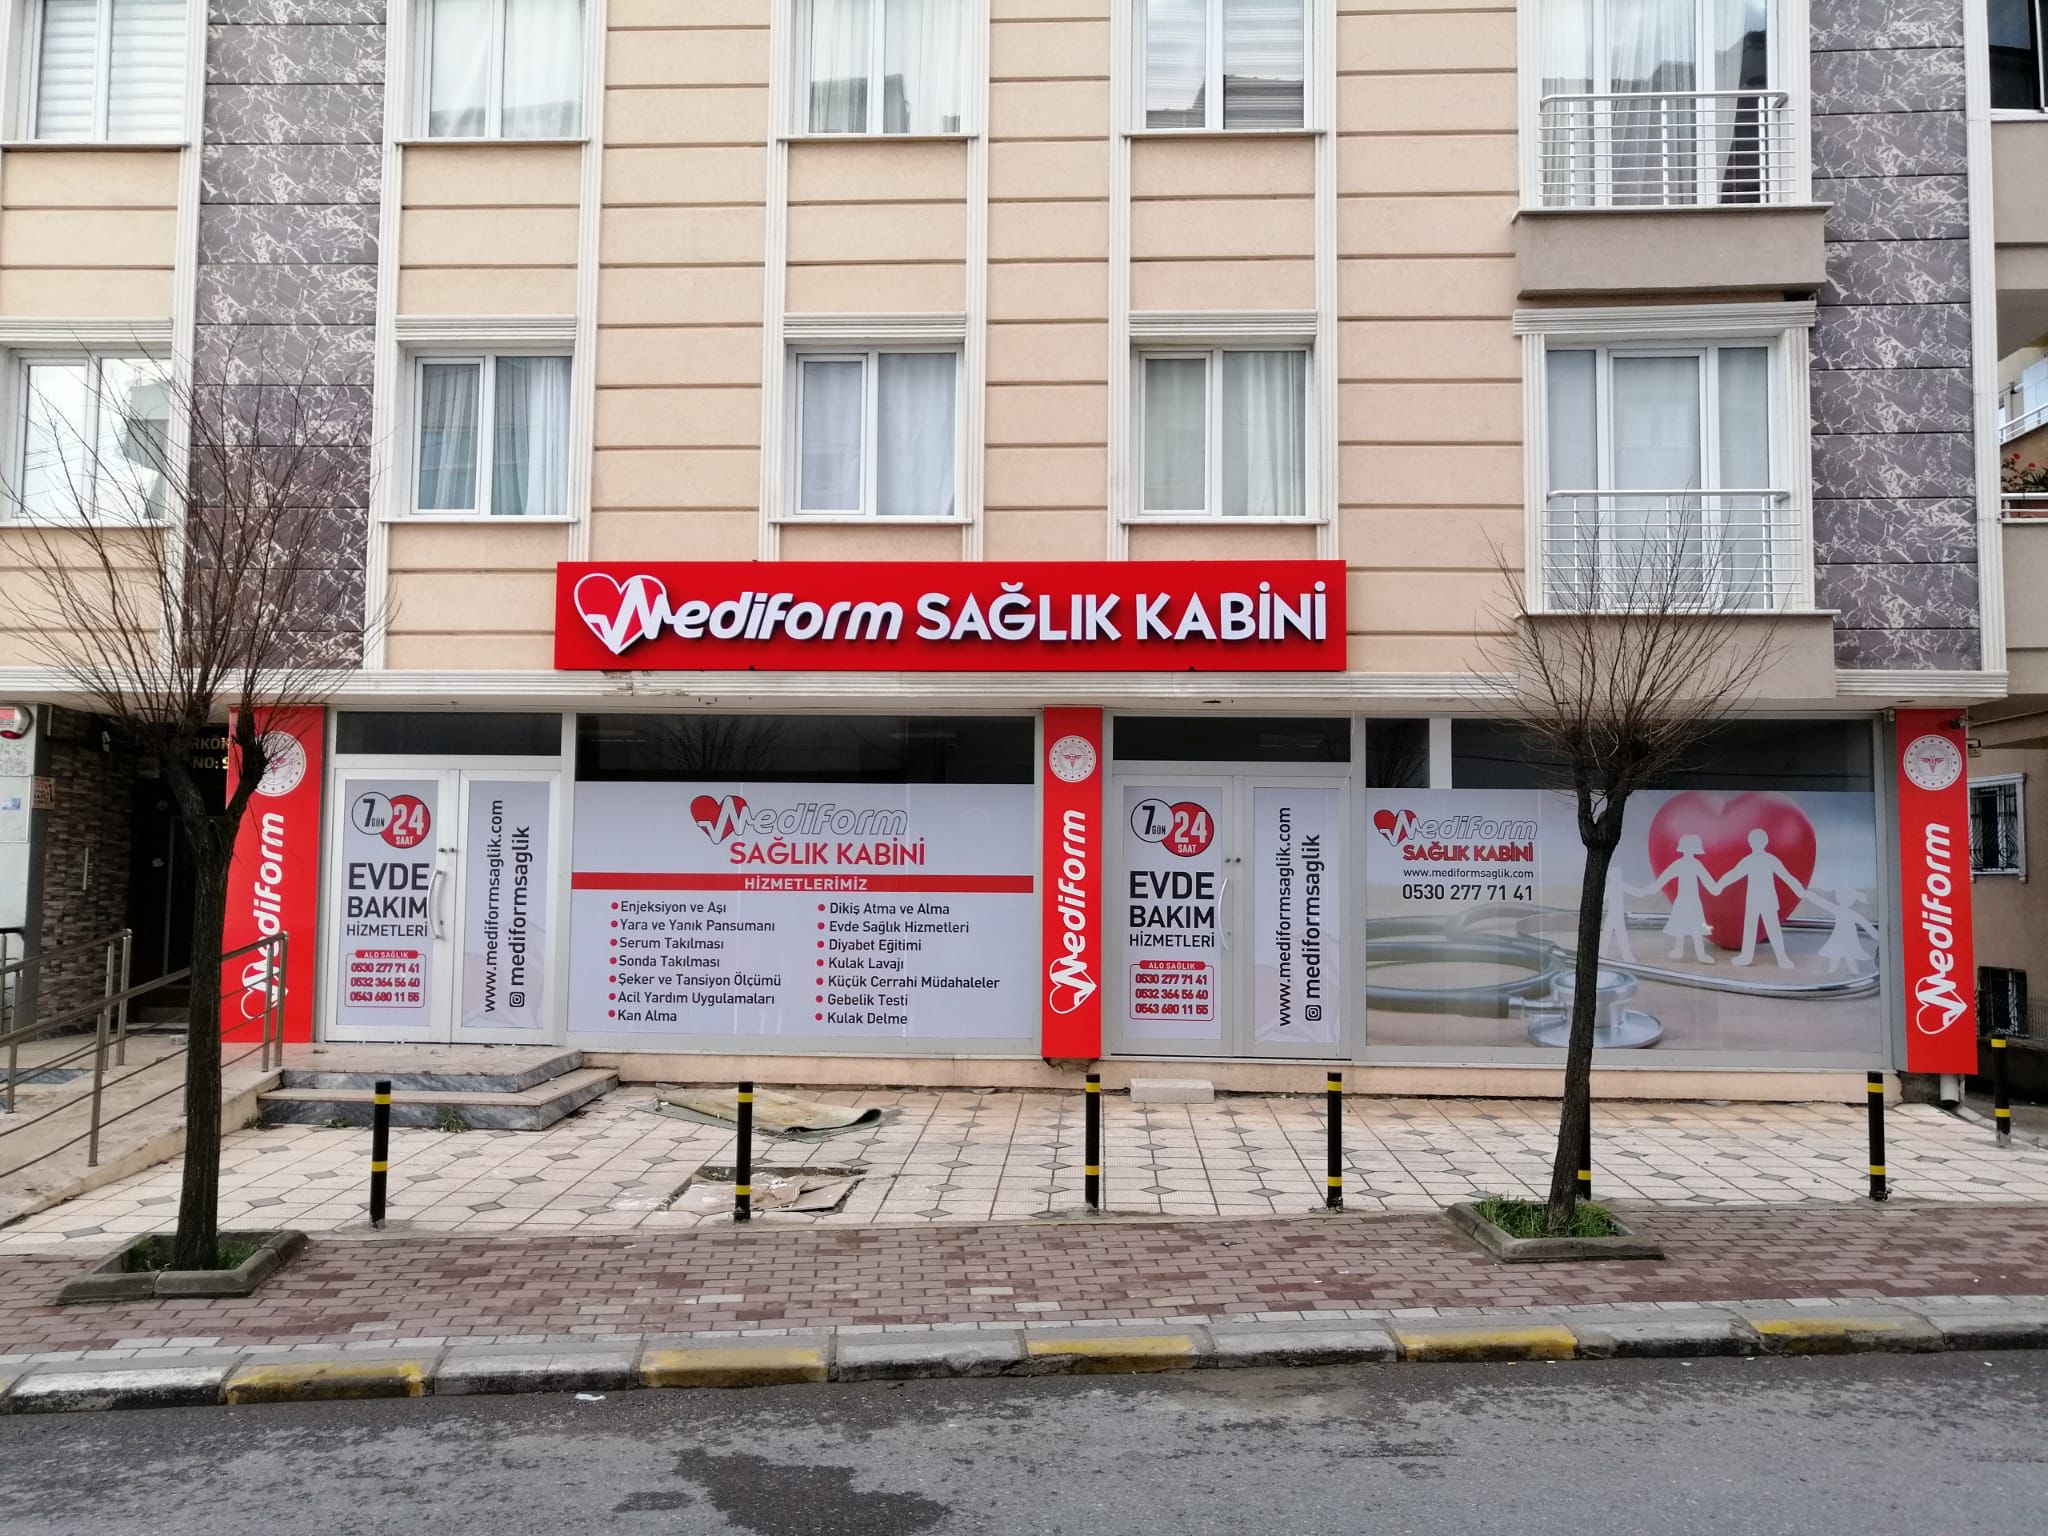 Mediform SAĞLIK KABİNİ
NO: 9
Mediform
7 GÜN 24 SAAT
EVDE
BAKIM
HİZMETLERİ
ALO SAĞLIK
0530 277 71 41
0532 364 56 40
0543 680 11 55
www.mediformsaglik.com
mediformsaglik
Mediform
SAĞLIK KABİNİ
HİZMETLERİMİZ
Enjeksiyon ve Aşı
Yara ve Yanık Pansumanı
Serum Takılması
Sonda Takılması
Şeker ve Tansiyon Ölçümü
Acil Yardım Uygulamaları
Kan Alma
Dikiş Atma ve Alma
Evde Sağlık Hizmetleri
Diyabet Eğitimi
Kulak Lavajı
Küçük Cerrahi Müdahaleler
Gebelik Testi
Kulak Delme
Mediform
7 GÜN 24 SAAT
EVDE
BAKIM
HİZMETLERİ
ALO SAĞLIK
0530 277 71 41
0532 364 56 40
0543 680 11 55
www.mediformsaglik.com
mediformsaglik
Mediform
SAĞLIK KABİNİ
www.mediformsaglik.com
0530 277 71 41
Mediform